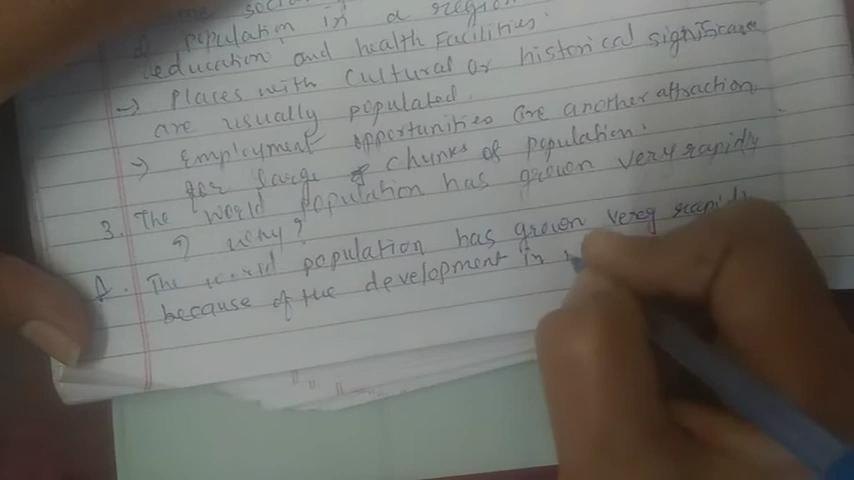 the social
d) population in a region
education and health Facilities.
→ Places with Cultural or historical significance
are usually populated.
→ Employment opportunities are another attraction
for large chunks of population.
3. The world population has grown very rapidly
? why?
A. The world population has grown very rapidly
because of the development in